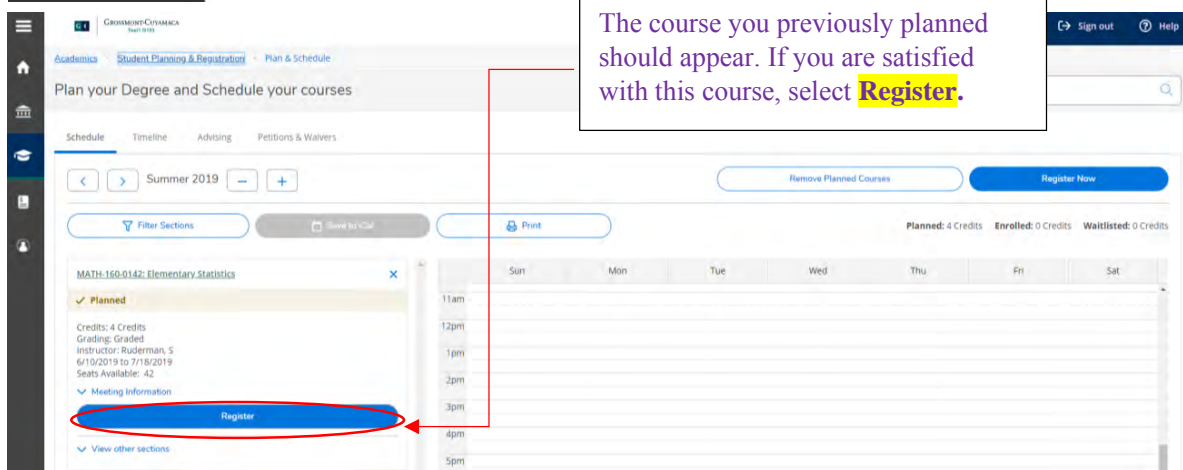 GROSSMONT-CUYAMACA
Sign out
Help
The course you previously planned
should appear. If you are satisfied
with this course, select Register.
Academics
Student Planning & Registration
Plan & Schedule
Plan your Degree and Schedule your courses
Schedule
Timeline
Advising
Petitions & Waivers
Summer 2019
Remove Planned Courses
Register Now
Filter Sections
Save to iCal
Print
Planned: 4 Credits Enrolled: 0 Credits Waitlisted: 0 Credits
MATH-160-0142: Elementary Statistics
Planned
Credits: 4 Credits
Grading: Graded
Instructor: Ruderman, S
6/10/2019 to 7/18/2019
Seats Available: 42
Meeting Information
Register
View other sections
Sun Mon Tue Wed Thu Fri Sat
11am
12pm
1pm
2pm
3pm
4pm
5pm